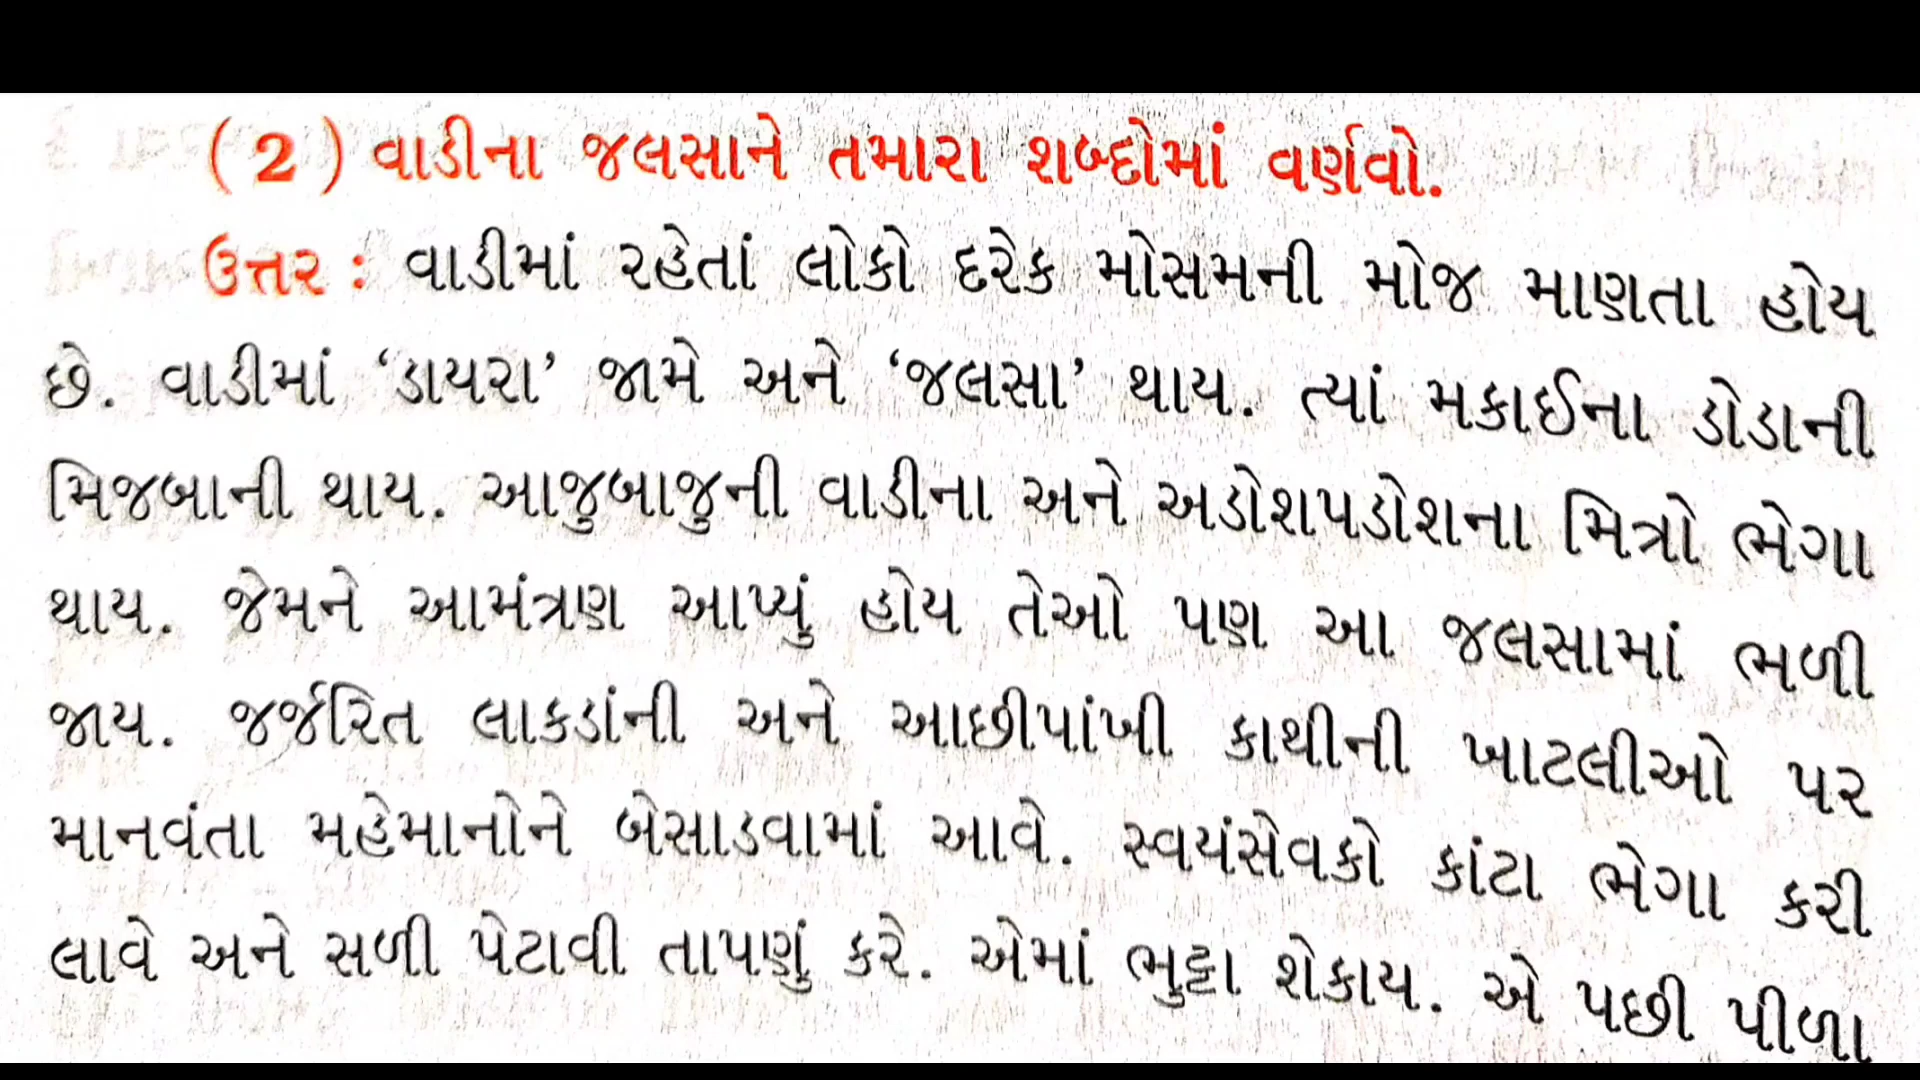 (2) વાડીના જલસાને તમારા શબ્દોમાં વર્ણવો.
ઉત્તર : વાડીમાં રહેતાં લોકો દરેક મોસમની મોજ માણતા હોય
છે. વાડીમાં ‘ડાયરા’ જામે અને ‘જલસા’ થાય. ત્યાં મકાઈના ડોડાની
મિજબાની થાય. આજુબાજુની વાડીના અને અડોશપડોશના મિત્રો ભેગા
થાય. જેમને આમંત્રણ આપ્યું હોય તેઓ પણ આ જલસામાં ભળી
જાય. જર્જરિત લાકડાંની અને આછીપાંખી કાથીની ખાટલીઓ પર
માનવંતા મહેમાનોને બેસાડવામાં આવે. સ્વયંસેવકો કાંટા ભેગા કરી
લાવે અને સળી પેટાવી તાપણું કરે. એમાં ભુટ્ટા શેકાય. એ પછી પીળા